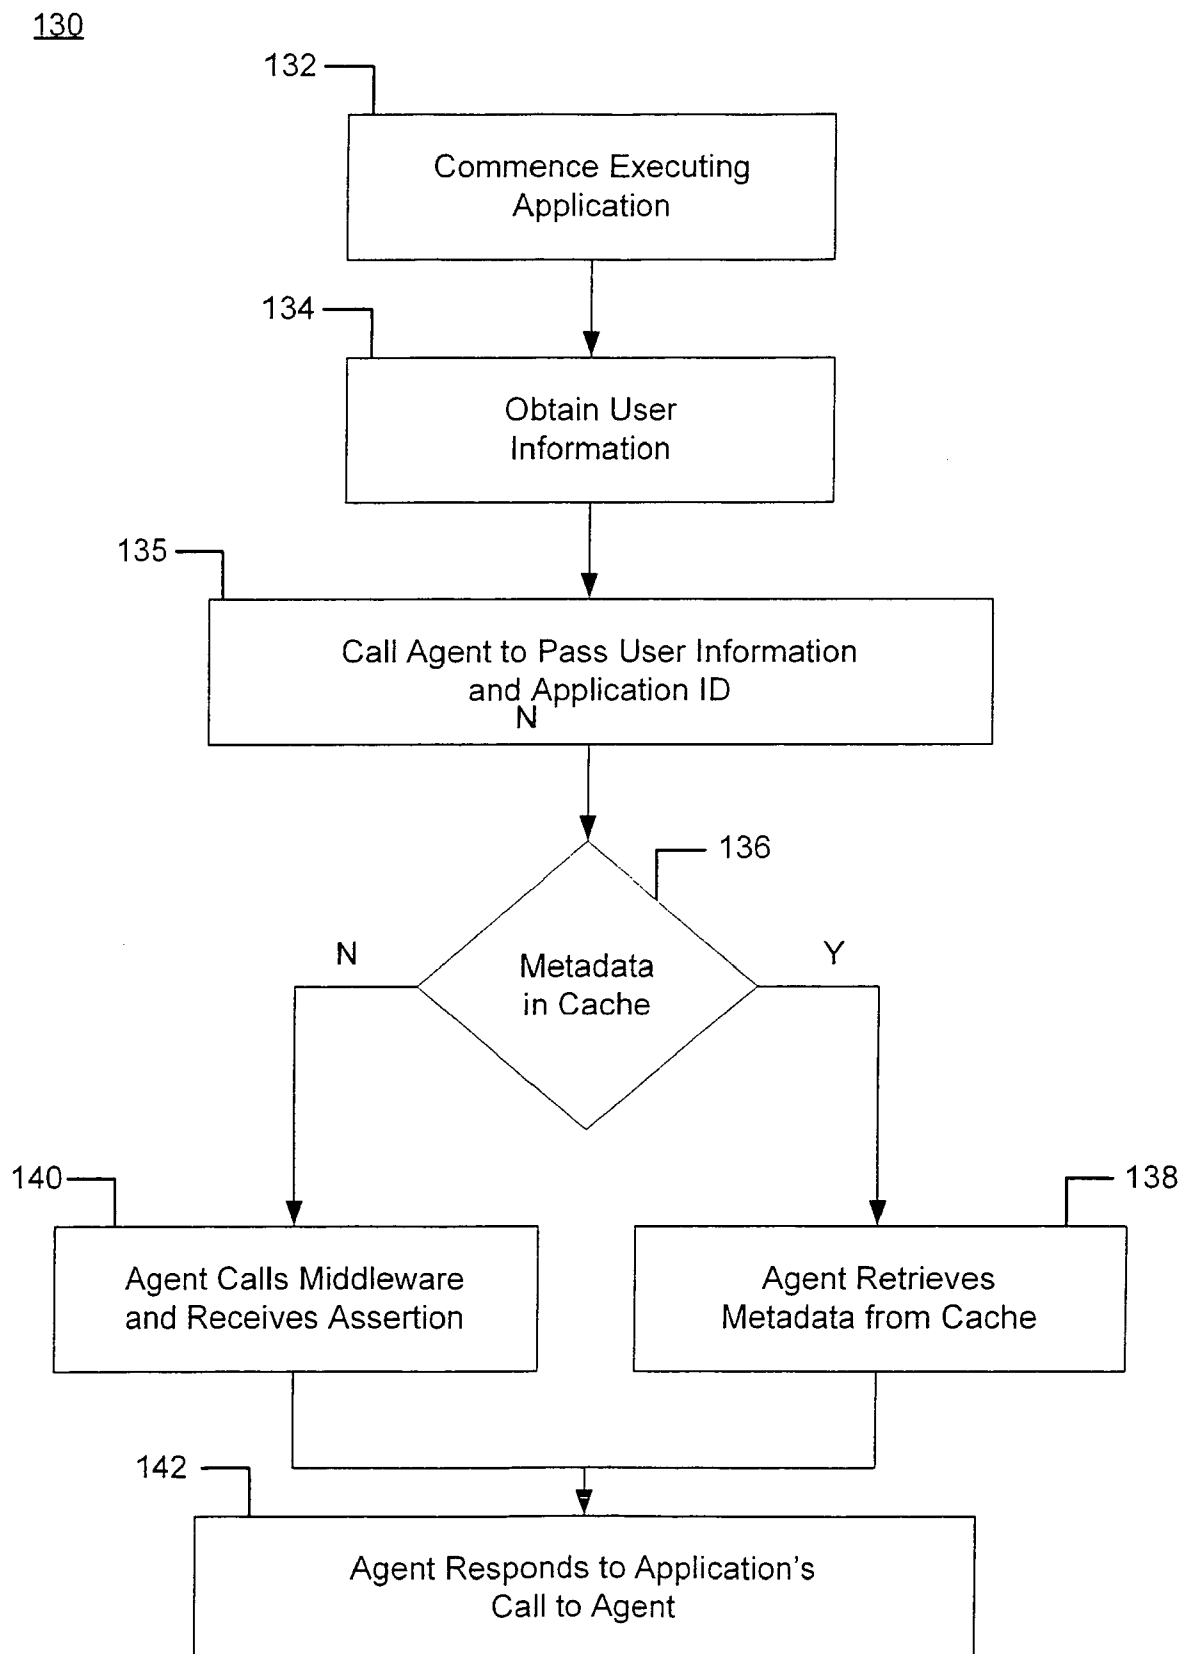 130
132
Commence Executing
Application
134
Obtain User
Information
135
Call Agent to Pass User Information
and Application ID
N
136
N
Y
Metadata
in Cache
140
138
Agent Calls Middleware
and Receives Assertion
Agent Retrieves
Metadata from Cache
142
Agent Responds to Application's
Call to Agent